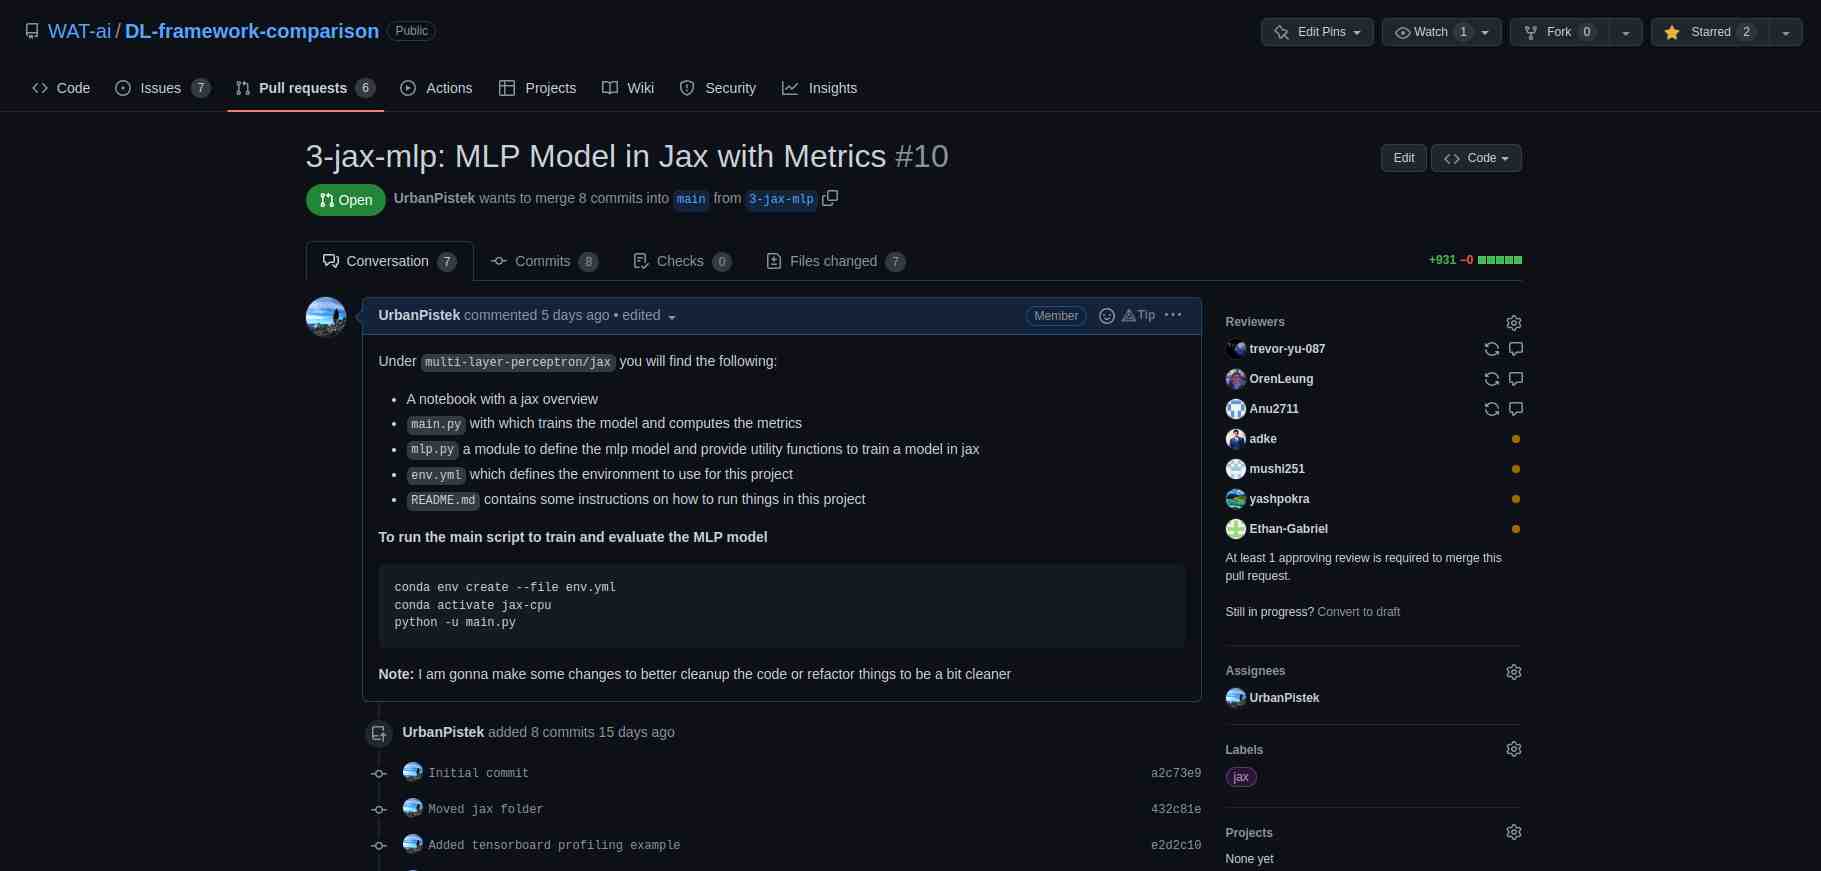 WAT-ai / DL-framework-comparison Public
Edit Pins Watch 1 Fork 0 Starred 2
Code Issues 7 Pull requests 6 Actions Projects Wiki Security Insights
3-jax-mlp: MLP Model in Jax with Metrics #10
Edit Code
Open UrbanPistek wants to merge 8 commits into main from 3-jax-mlp
Conversation 7 Commits 8 Checks 0 Files changed 7
+931 −0
UrbanPistek commented 5 days ago • edited
Member Tip
Under multi-layer-perceptron/jax you will find the following:
• A notebook with a jax overview
• main.py with which trains the model and computes the metrics
• mlp.py a module to define the mlp model and provide utility functions to train a model in jax
• env.yml which defines the environment to use for this project
• README.md contains some instructions on how to run things in this project
To run the main script to train and evaluate the MLP model
conda env create --file env.yml
conda activate jax-cpu
python -u main.py
Note: I am gonna make some changes to better cleanup the code or refactor things to be a bit cleaner
UrbanPistek added 8 commits 15 days ago
Initial commit a2c73e9
Moved jax folder 432c81e
Added tensorboard profiling example e2d2c10
Reviewers
trevor-yu-087
OrenLeung
Anu2711
adke
mushi251
yashpokra
Ethan-Gabriel
At least 1 approving review is required to merge this
pull request.
Still in progress? Convert to draft
Assignees
UrbanPistek
Labels
jax
Projects
None yet